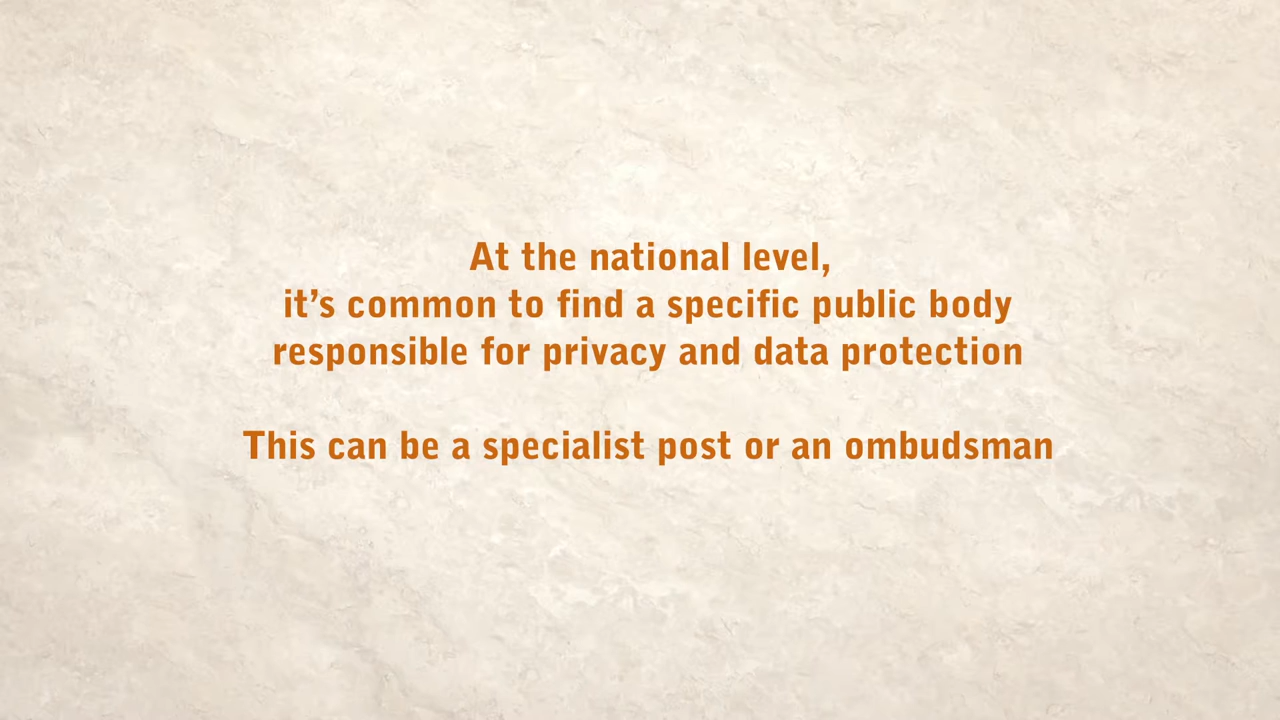 At the national level,
it’s common to find a specific public body
responsible for privacy and data protection
This can be a specialist post or an ombudsman